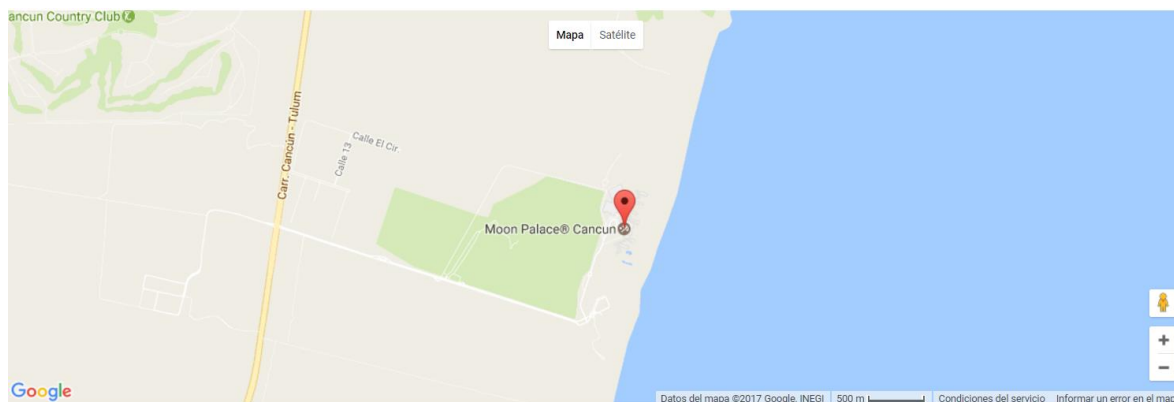 ancun Country Club
Mapa
Satélite
Carr. Cancún - Tulum
Calle 13
Calle El Cir.
Moon Palace® Cancun
Google
Datos del mapa ©2017 Google, INEGI
500 m
Condiciones del servicio
Informar un error en el map